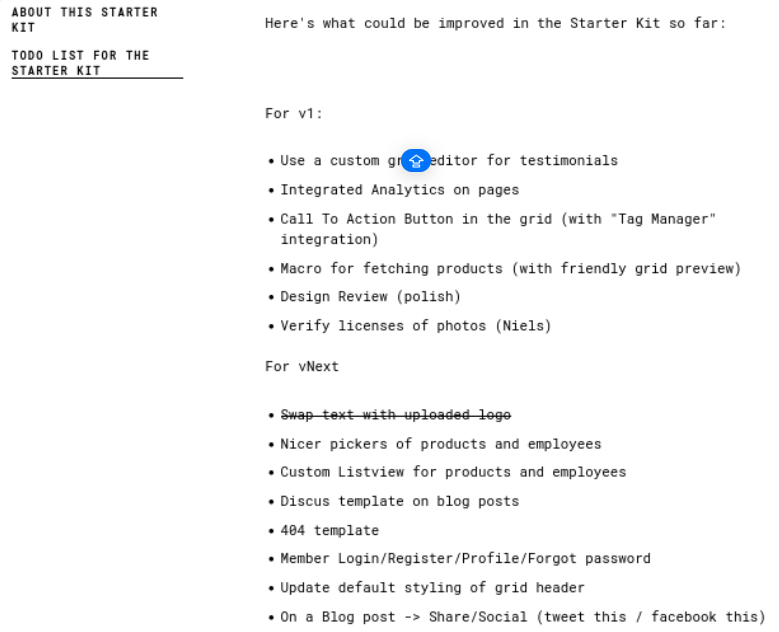 ABOUT THIS STARTER
KIT
TODO LIST FOR THE
STARTER KIT
Here's what could be improved in the Starter Kit so far:
For v1:
• Use a custom editor for testimonials
• Integrated Analytics on pages
• Call To Action Button in the grid (with "Tag Manager"
integration)
• Macro for fetching products (with friendly grid preview)
• Design Review (polish)
• Verify licenses of photos (Niels)
For vNext
• Swap text with uploaded logo
• Nicer pickers of products and employees
• Custom Listview for products and employees
• Discus template on blog posts
• 404 template
• Member Login/Register/Profile/Forgot password
• Update default styling of grid header
• On a Blog post -> Share/Social (tweet this / facebook this)